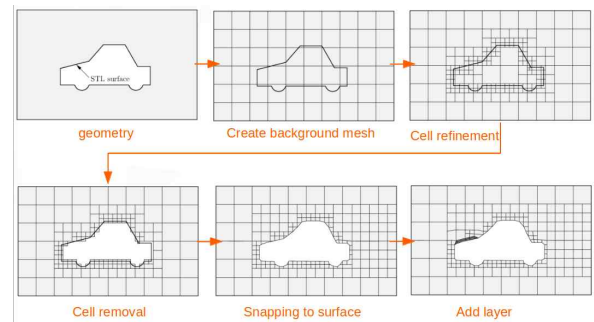 STL surface
geometry
Create background mesh
Cell refinement
Cell removal
Snapping to surface
Add layer